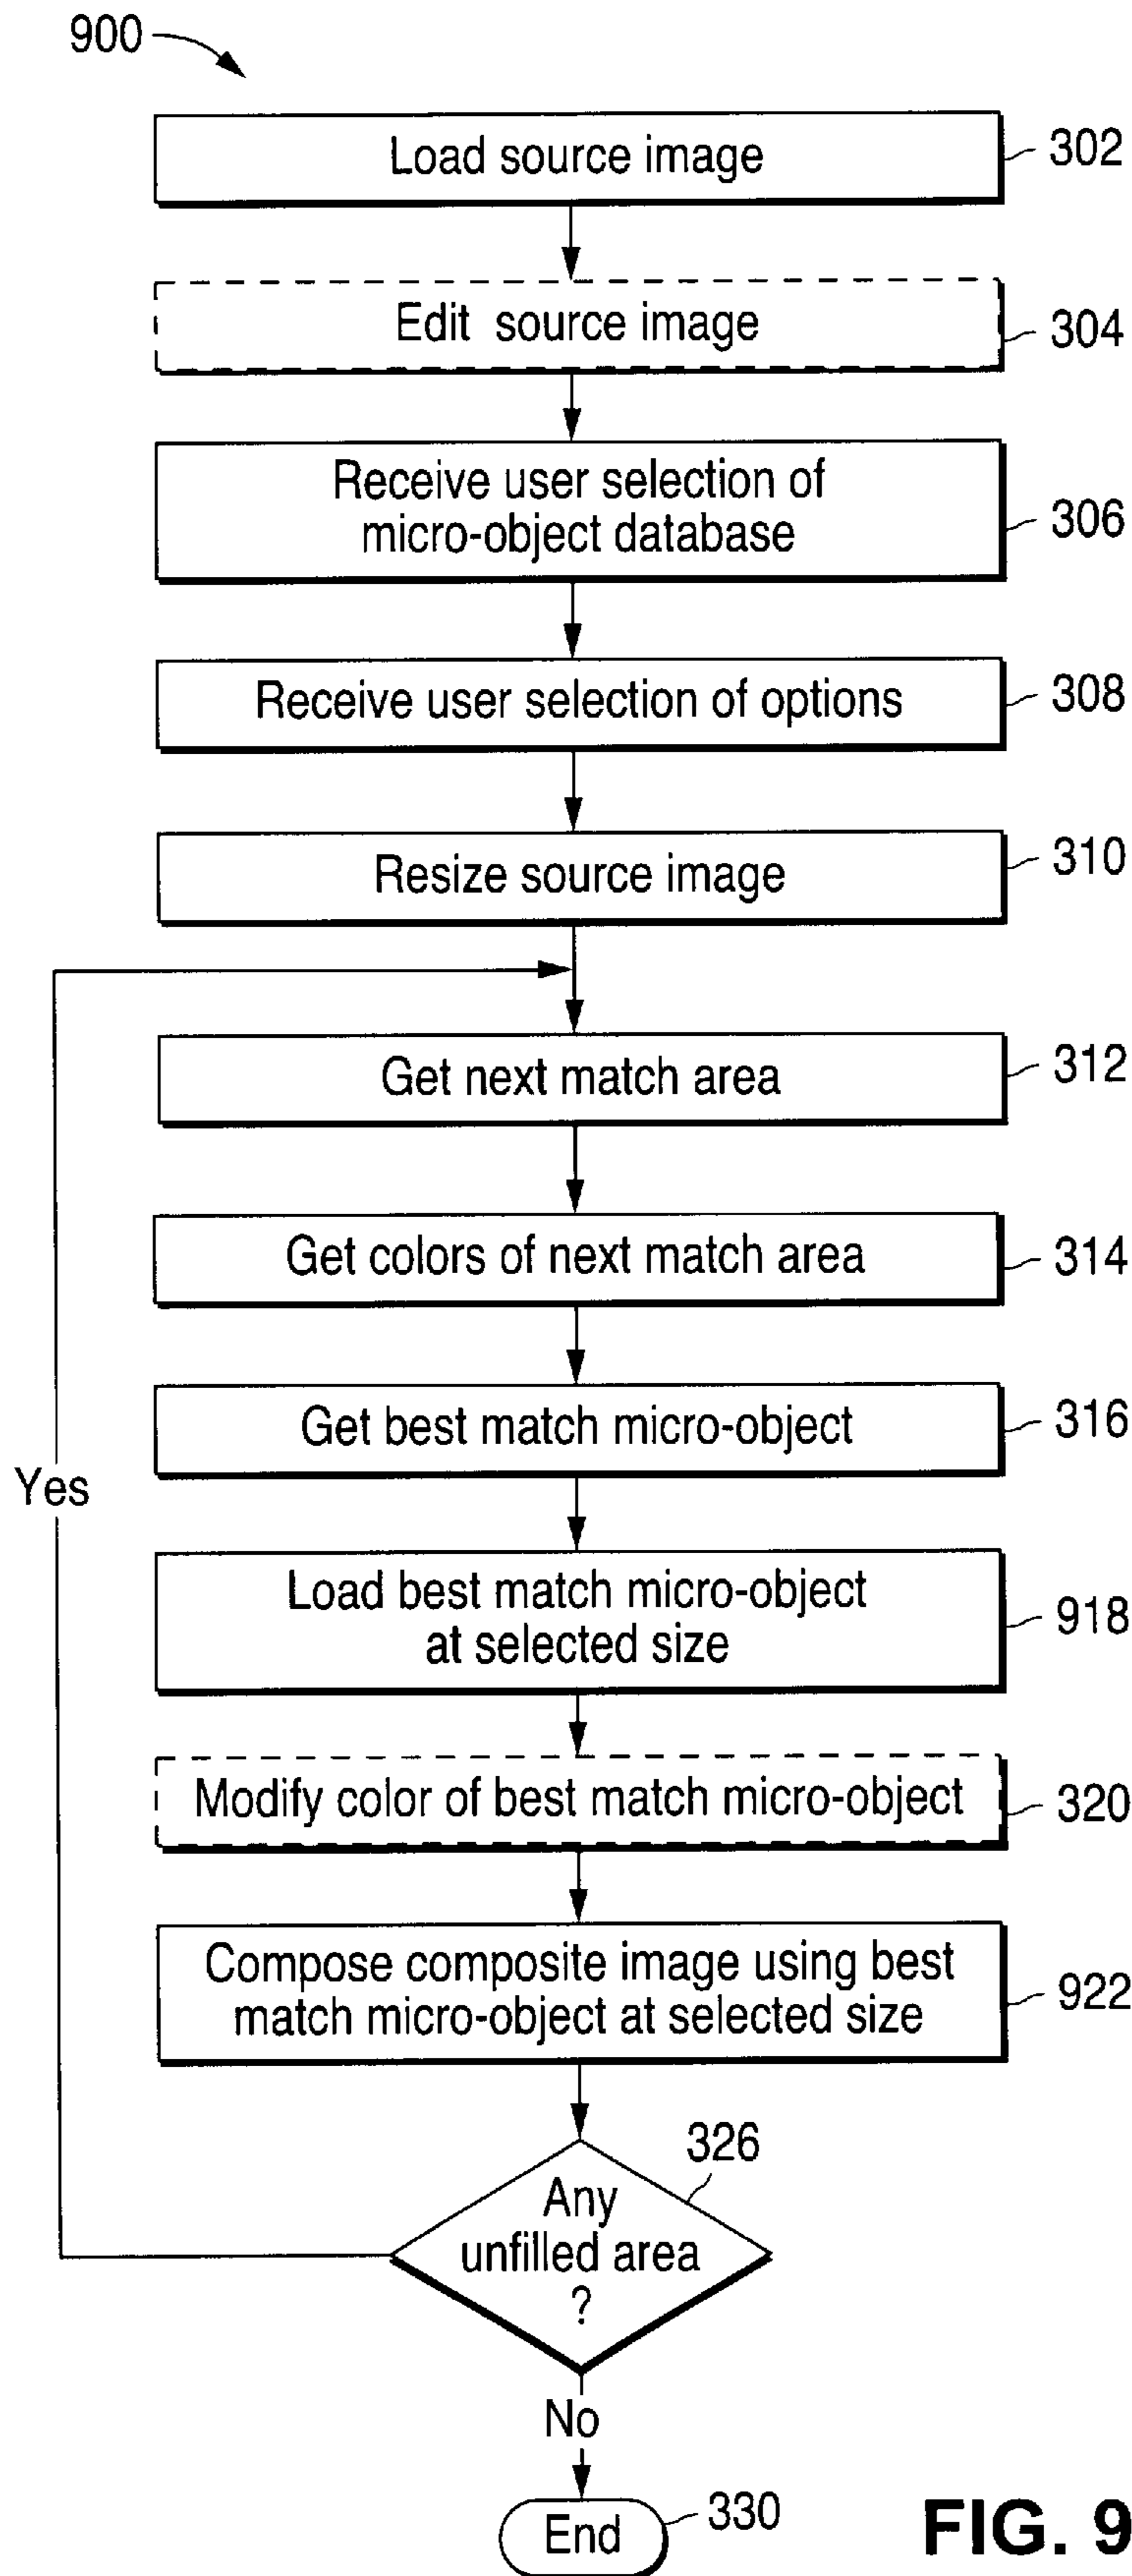 900
Load source image
302
Edit source image
304
Receive user selection of
micro-object database
306
Receive user selection of options
308
Resize source image
310
Get next match area
312
Get colors of next match area
314
Get best match micro-object
316
Yes
Load best match micro-object
at selected size
918
Modify color of best match micro-object
320
Compose composite image using best
match micro-object at selected size
922
326
Any
unfilled area
?
No
End
330
FIG. 9